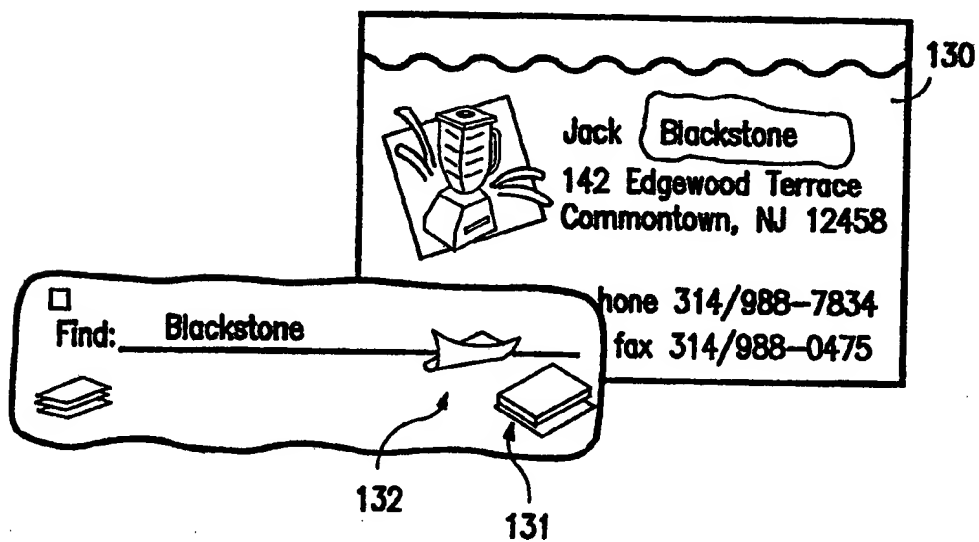 130
Jack Blackstone
142 Edgewood Terrace
Commontown, NJ 12458
hone 314/988-7834
fax 314/988-0475
Find: Blackstone
132
131